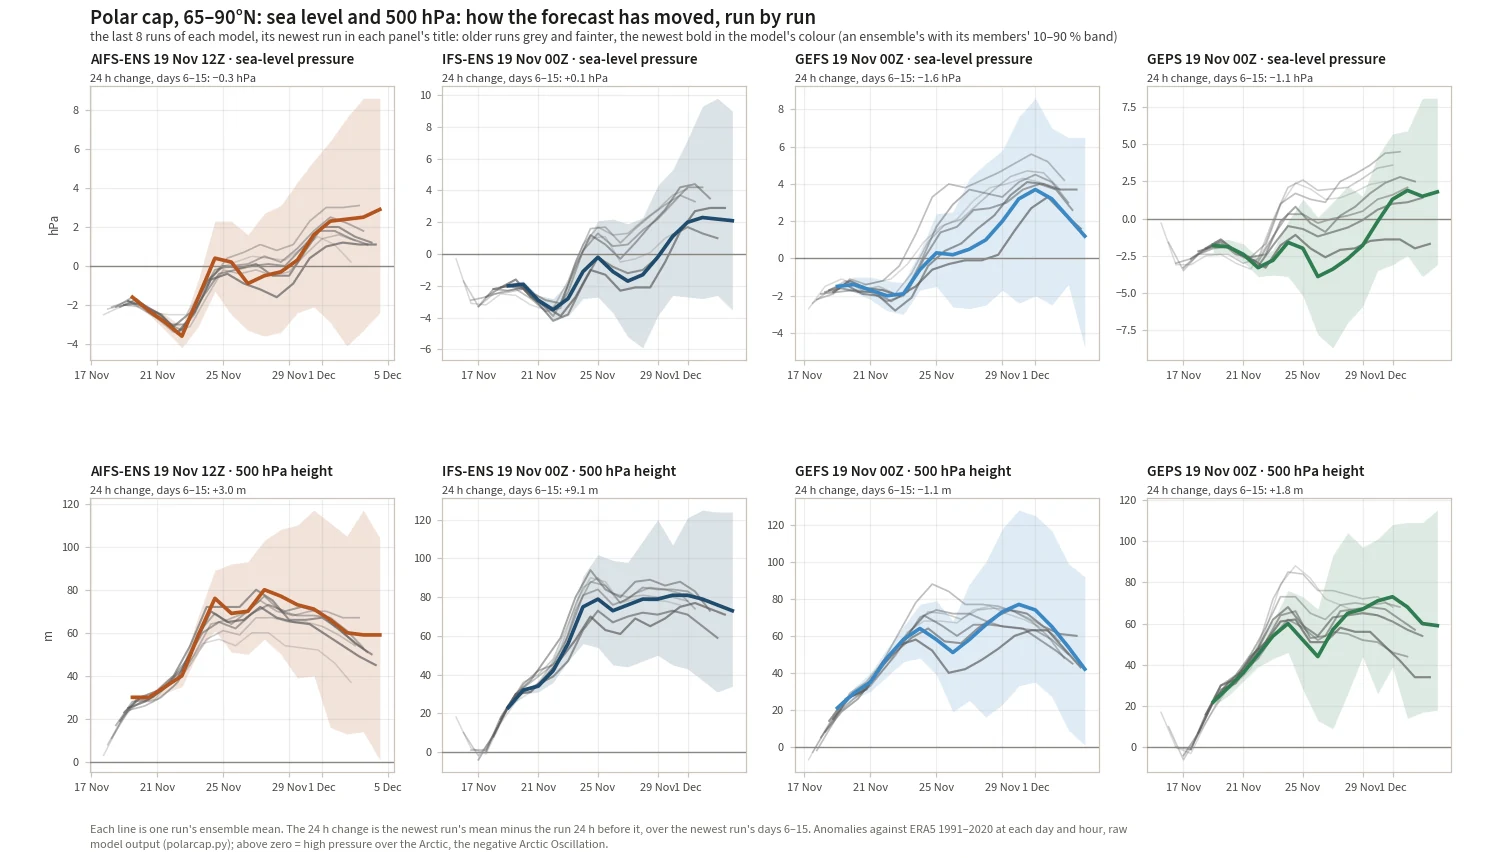 Polar cap, 65–90°N: sea level and 500 hPa: how the forecast has moved, run by run
the last 8 runs of each model, its newest run in each panel's title: older runs grey and fainter, the newest bold in the model's colour (an ensemble's with its members' 10–90 % band)
AIFS-ENS 19 Nov 12Z · sea-level pressure
24 h change, days 6–15: −0.3 hPa
hPa
8
6
4
2
0
−2
−4
17 Nov 21 Nov 25 Nov 29 Nov 1 Dec 5 Dec
IFS-ENS 19 Nov 00Z · sea-level pressure
24 h change, days 6–15: +0.1 hPa
10
8
6
4
2
0
−2
−4
−6
17 Nov 21 Nov 25 Nov 29 Nov 1 Dec
GEFS 19 Nov 00Z · sea-level pressure
24 h change, days 6–15: −1.6 hPa
8
6
4
2
0
−2
−4
17 Nov 21 Nov 25 Nov 29 Nov 1 Dec
GEPS 19 Nov 00Z · sea-level pressure
24 h change, days 6–15: −1.1 hPa
7.5
5.0
2.5
0.0
−2.5
−5.0
−7.5
17 Nov 21 Nov 25 Nov 29 Nov 1 Dec
AIFS-ENS 19 Nov 12Z · 500 hPa height
24 h change, days 6–15: +3.0 m
m
120
100
80
60
40
20
0
17 Nov 21 Nov 25 Nov 29 Nov 1 Dec 5 Dec
IFS-ENS 19 Nov 00Z · 500 hPa height
24 h change, days 6–15: +9.1 m
120
100
80
60
40
20
0
17 Nov 21 Nov 25 Nov 29 Nov 1 Dec
GEFS 19 Nov 00Z · 500 hPa height
24 h change, days 6–15: −1.1 m
120
100
80
60
40
20
0
17 Nov 21 Nov 25 Nov 29 Nov 1 Dec
GEPS 19 Nov 00Z · 500 hPa height
24 h change, days 6–15: +1.8 m
120
100
80
60
40
20
0
17 Nov 21 Nov 25 Nov 29 Nov 1 Dec
Each line is one run's ensemble mean. The 24 h change is the newest run's mean minus the run 24 h before it, over the newest run's days 6–15. Anomalies against ERA5 1991–2020 at each day and hour, raw
model output (polarcap.py); above zero = high pressure over the Arctic, the negative Arctic Oscillation.